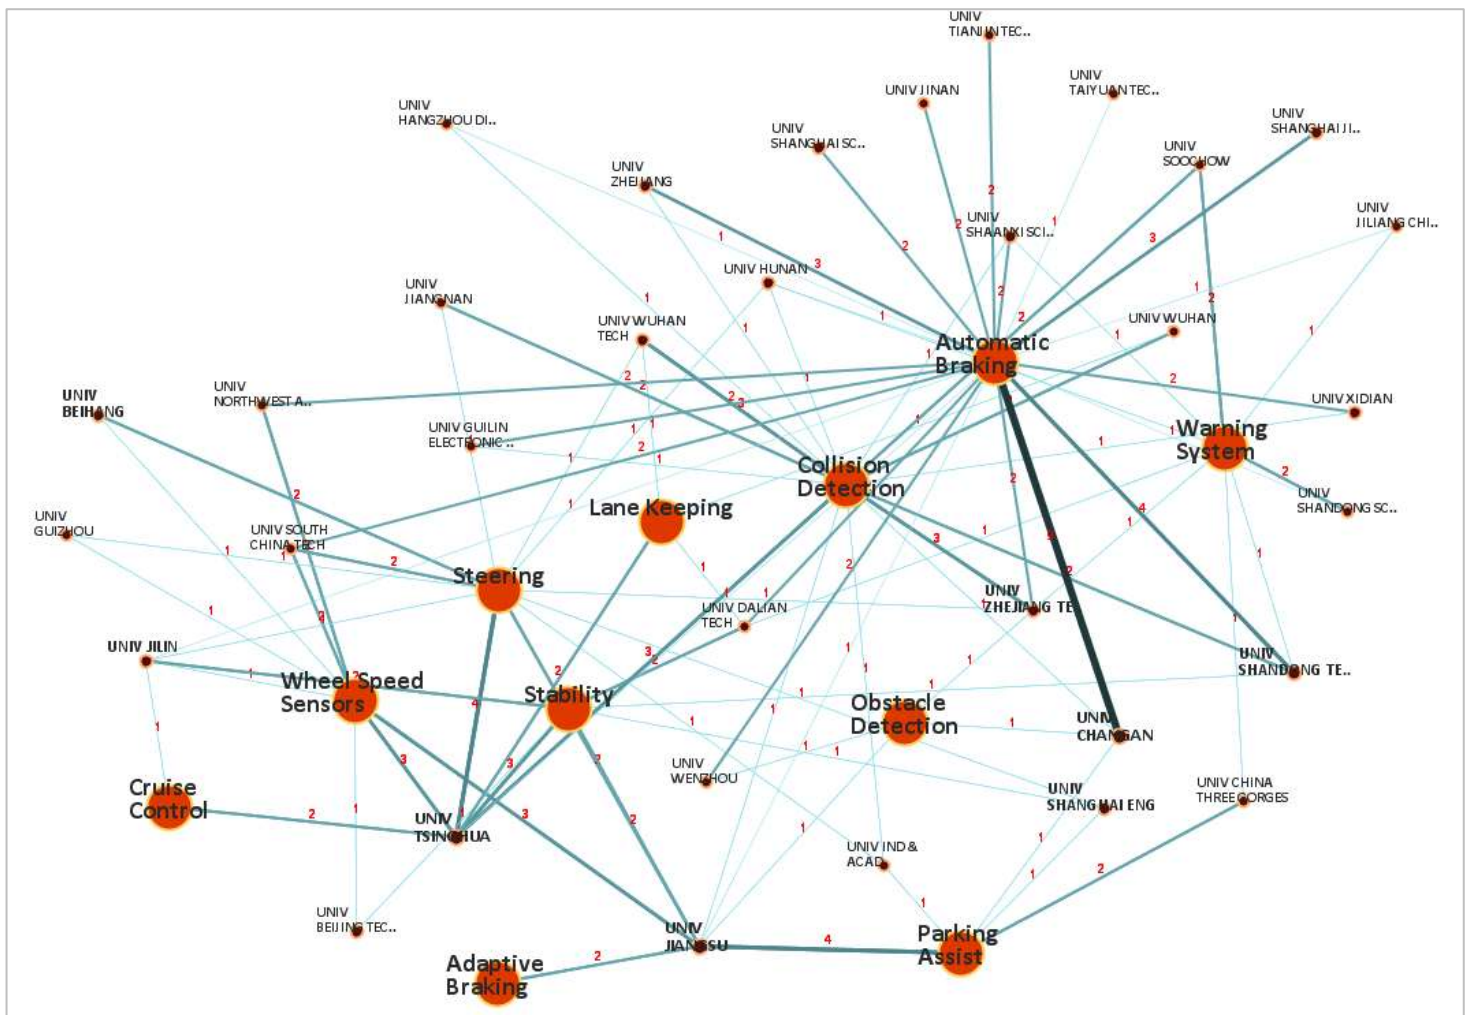 UNIV
TIANJIN TEC..
UNIV JINAN
UNIV
TAIYUAN TEC..
UNIV
HANGZHOU DI..
UNIV
SHANGHAI SC..
UNIV
SHANGHAI JI..
UNIV
SOOCHOW
UNIV
ZHEJIANG
UNIV
SHAANXI SCI..
UNIV
JILIANG CHI..
UNIV HUNAN
UNIV
JIANGNAN
UNIV WUHAN
TECH
UNIV WUHAN
Automatic
Braking
UNIV
BEIHANG
UNIV
NORTHWEST A..
UNIV XIDIAN
UNIV GUILIN
ELECTRONIC ..
Warning
System
Collision
Detection
UNIV
SHANDONG SC..
Lane Keeping
UNIV
GUIZHOU
UNIV SOUTH
CHINA TECH
Steering
UNIV
ZHEJIANG TE
UNIV DALIAN
TECH
UNIV JILIN
UNIV
SHANDONG TE..
Wheel Speed
Sensors
Stability
Obstacle
Detection
UNIV
CHANGAN
UNIV
WENZHOU
UNIV
SHANGHAI ENG
UNIV CHINA
THREE GORGES
Cruise
Control
UNIV
TSINGHUA
UNIV IND &
ACAD
UNIV
BEIJING TEC..
UNIV
JIANGSU
Parking
Assist
Adaptive
Braking